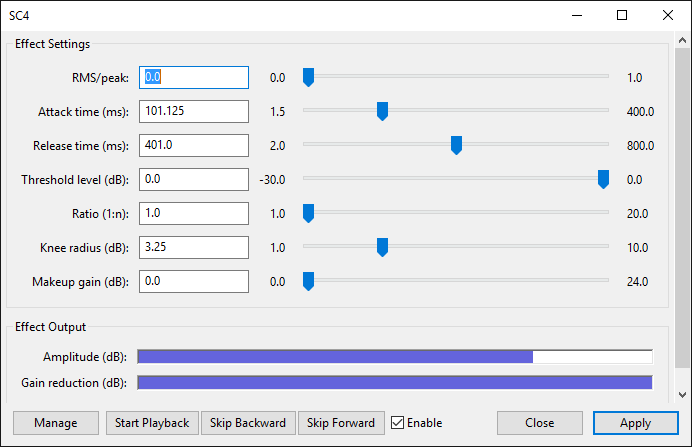 SC4
Effect Settings
RMS/peak: 0.0 0.0 1.0
Attack time (ms): 101.125 1.5 400.0
Release time (ms): 401.0 2.0 800.0
Threshold level (dB): 0.0 -30.0 0.0
Ratio (1:n): 1.0 1.0 20.0
Knee radius (dB): 3.25 1.0 10.0
Makeup gain (dB): 0.0 0.0 24.0
Effect Output
Amplitude (dB):
Gain reduction (dB):
Manage Start Playback Skip Backward Skip Forward Enable Close Apply